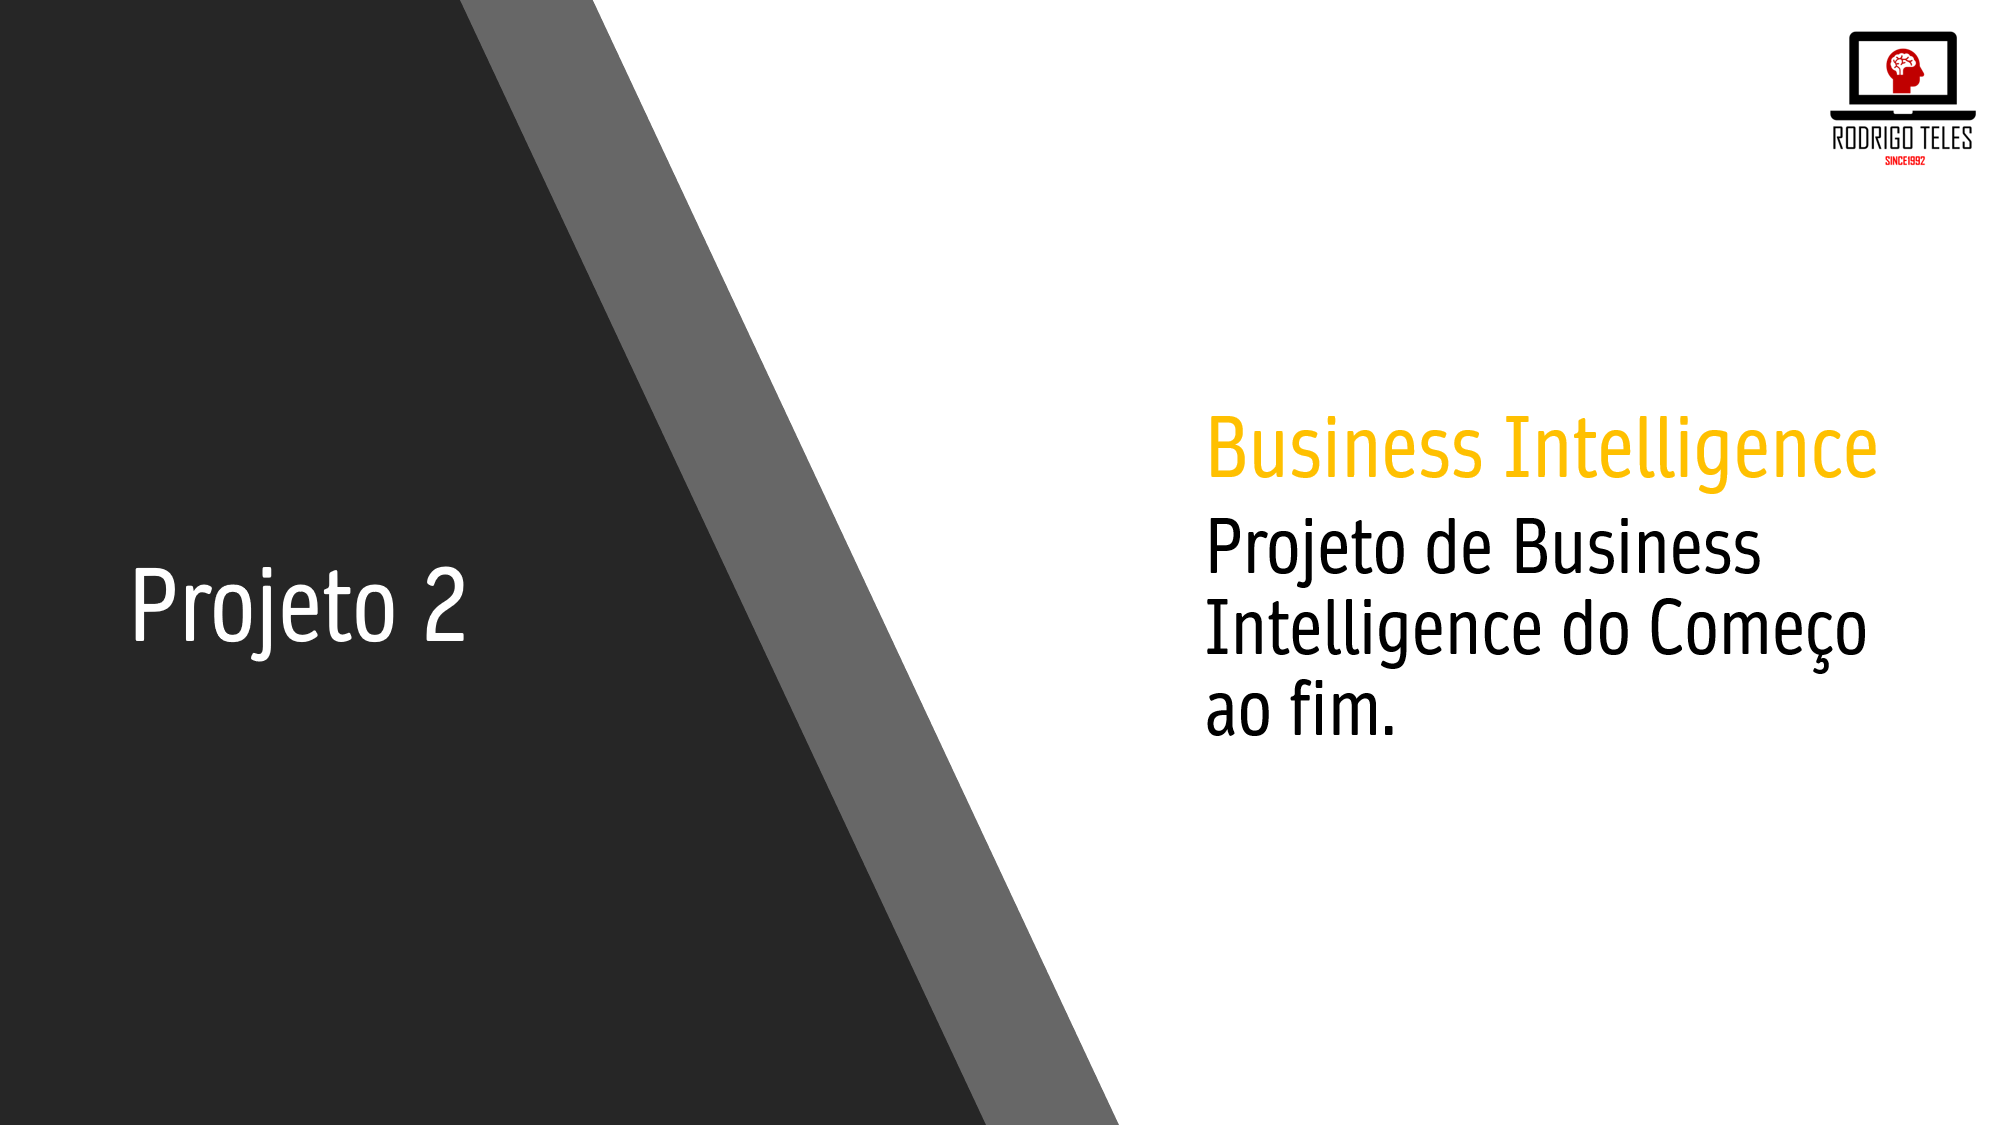 RODRIGO TELES
SINCE1992
Projeto 2
Business Intelligence
Projeto de Business
Intelligence do Começo
ao fim.